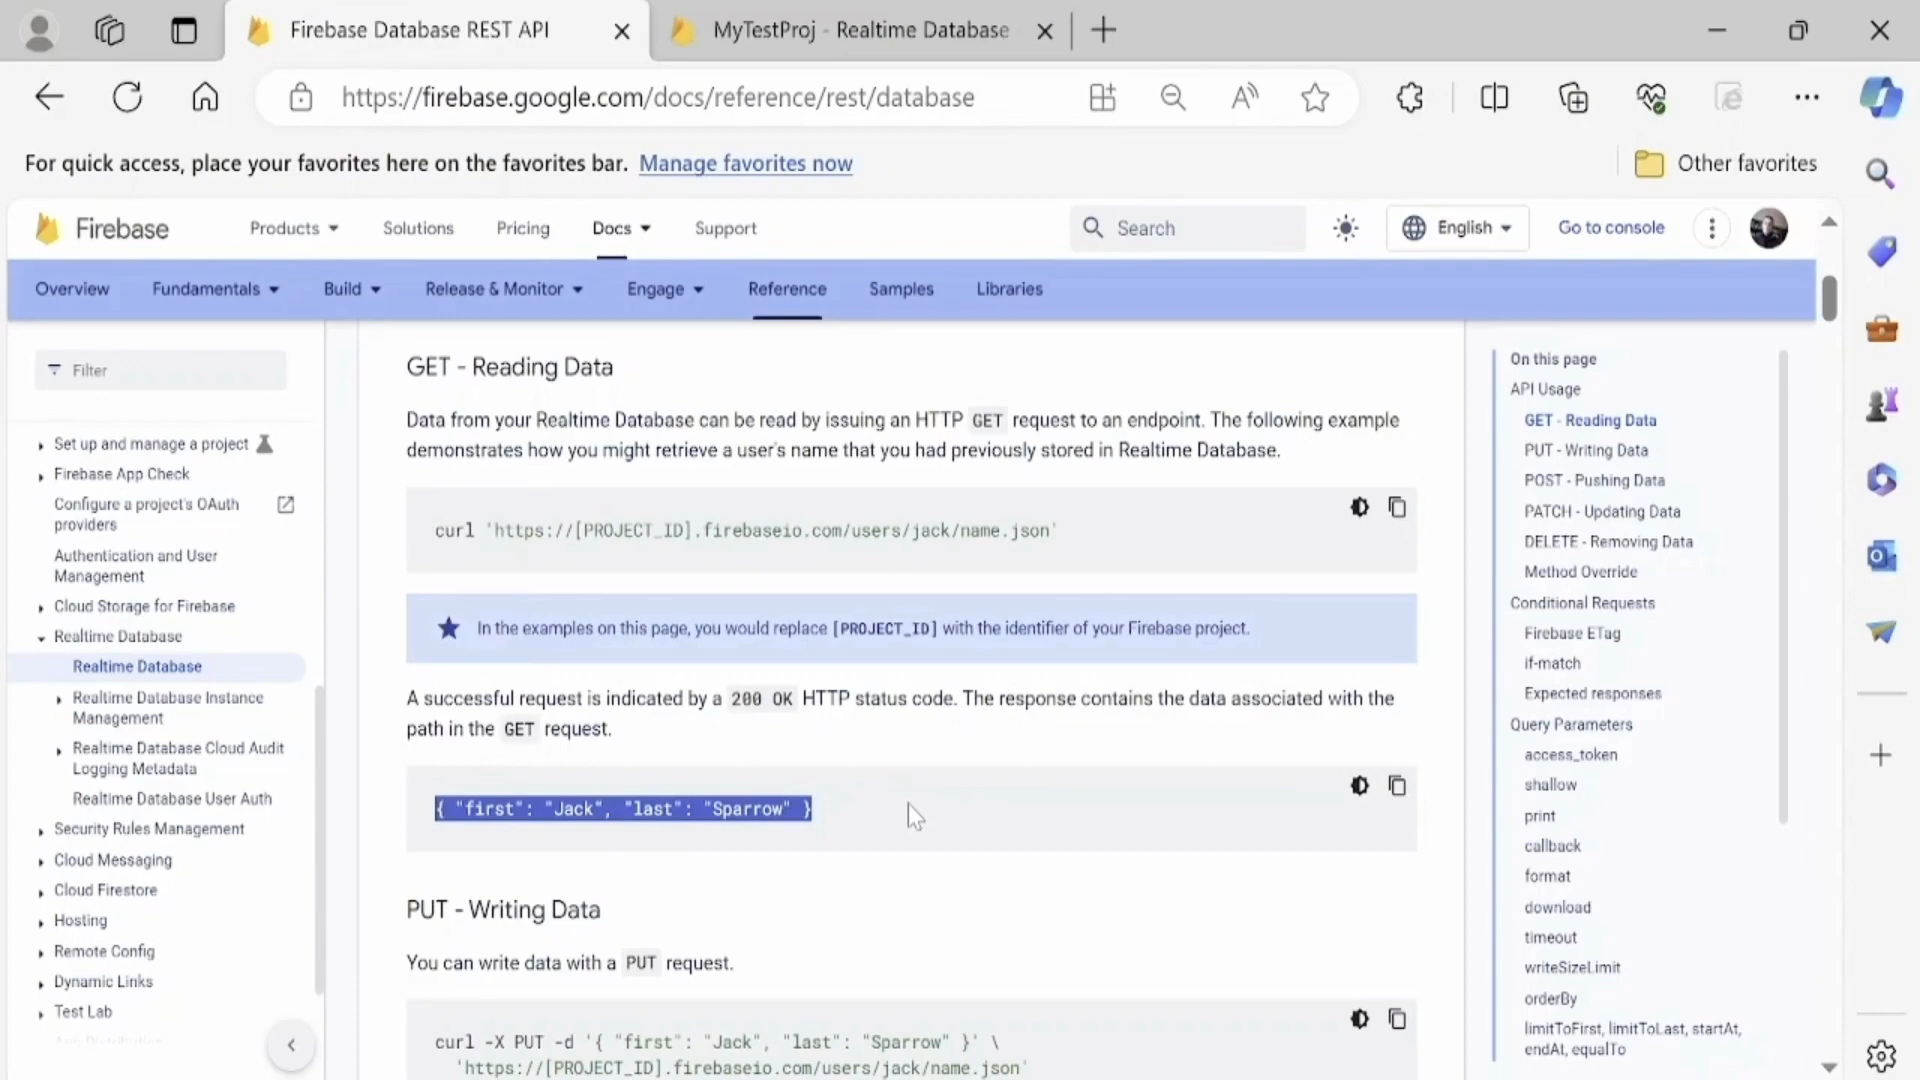 Firebase Database REST API
MyTestProj - Realtime Database
https://firebase.google.com/docs/reference/rest/database
For quick access, place your favorites here on the favorites bar. Manage favorites now
Other favorites
Firebase
Products
Solutions
Pricing
Docs
Support
Search
English
Go to console
Overview
Fundamentals
Build
Release & Monitor
Engage
Reference
Samples
Libraries
Filter
Set up and manage a project
Firebase App Check
Configure a project's OAuth
providers
Authentication and User
Management
Cloud Storage for Firebase
Realtime Database
Realtime Database
Realtime Database Instance
Management
Realtime Database Cloud Audit
Logging Metadata
Realtime Database User Auth
Security Rules Management
Cloud Messaging
Cloud Firestore
Hosting
Remote Config
Dynamic Links
Test Lab
GET - Reading Data
Data from your Realtime Database can be read by issuing an HTTP GET request to an endpoint. The following example
demonstrates how you might retrieve a user's name that you had previously stored in Realtime Database.
curl 'https://[PROJECT_ID].firebaseio.com/users/jack/name.json'
In the examples on this page, you would replace [PROJECT_ID] with the identifier of your Firebase project.
A successful request is indicated by a 200 OK HTTP status code. The response contains the data associated with the
path in the GET request.
{ "first": "Jack", "last": "Sparrow" }
PUT - Writing Data
You can write data with a PUT request.
curl -X PUT -d '{ "first": "Jack", "last": "Sparrow" }' \
'https://[PROJECT_ID].firebaseio.com/users/jack/name.json'
On this page
API Usage
GET - Reading Data
PUT - Writing Data
POST - Pushing Data
PATCH - Updating Data
DELETE - Removing Data
Method Override
Conditional Requests
Firebase ETag
if-match
Expected responses
Query Parameters
access_token
shallow
print
callback
format
download
timeout
writeSizeLimit
orderBy
limitToFirst, limitToLast, startAt,
endAt, equalTo